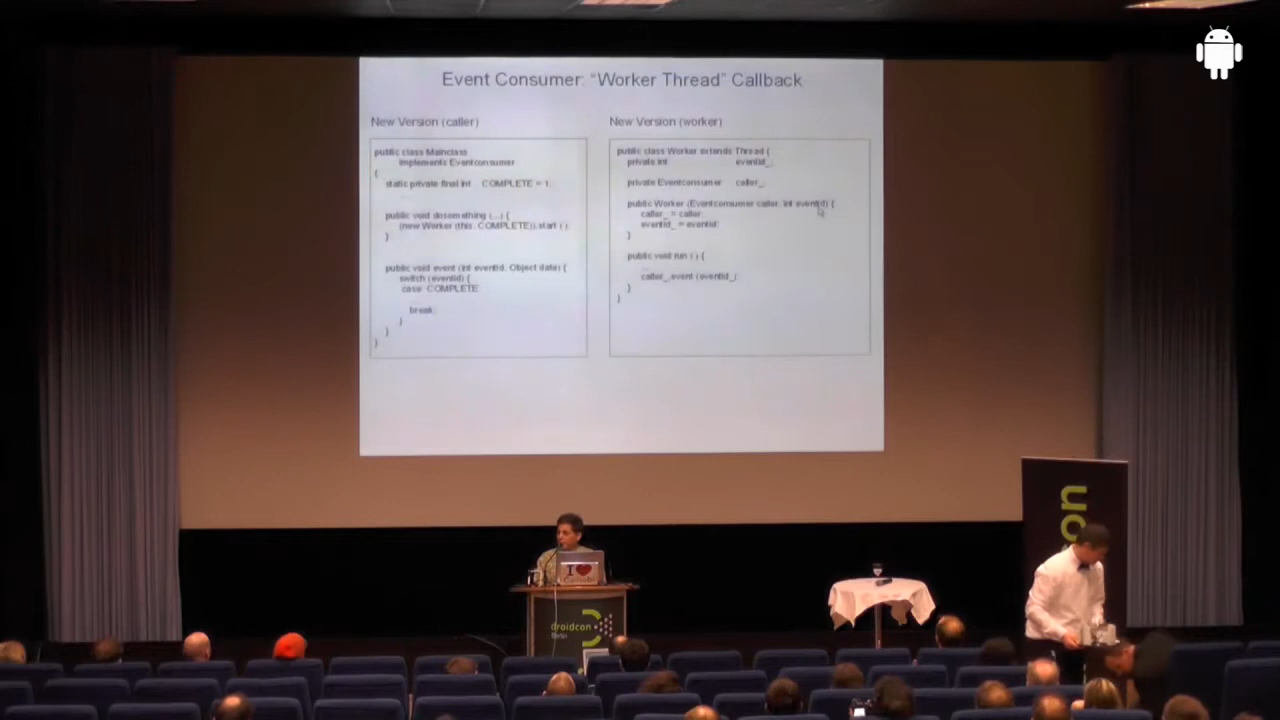 Event Consumer: “Worker Thread” Callback
New Version (caller)
public class Mainclass
implements Eventconsumer
{
static private final int COMPLETE = 1;
public void dosomething (...) {
(new Worker (this, COMPLETE)).start ();
}
public void event (int eventid, Object data) {
switch (eventid) {
case COMPLETE
break;
}
}
}
New Version (worker)
public class Worker extends Thread {
private int eventid_;
private Eventconsumer caller_;
public Worker (Eventconsumer caller, int eventid) {
caller_ = caller;
eventid_ = eventid;
}
public void run () {
caller_.event (eventid_)
}
}
I
droidcon
on